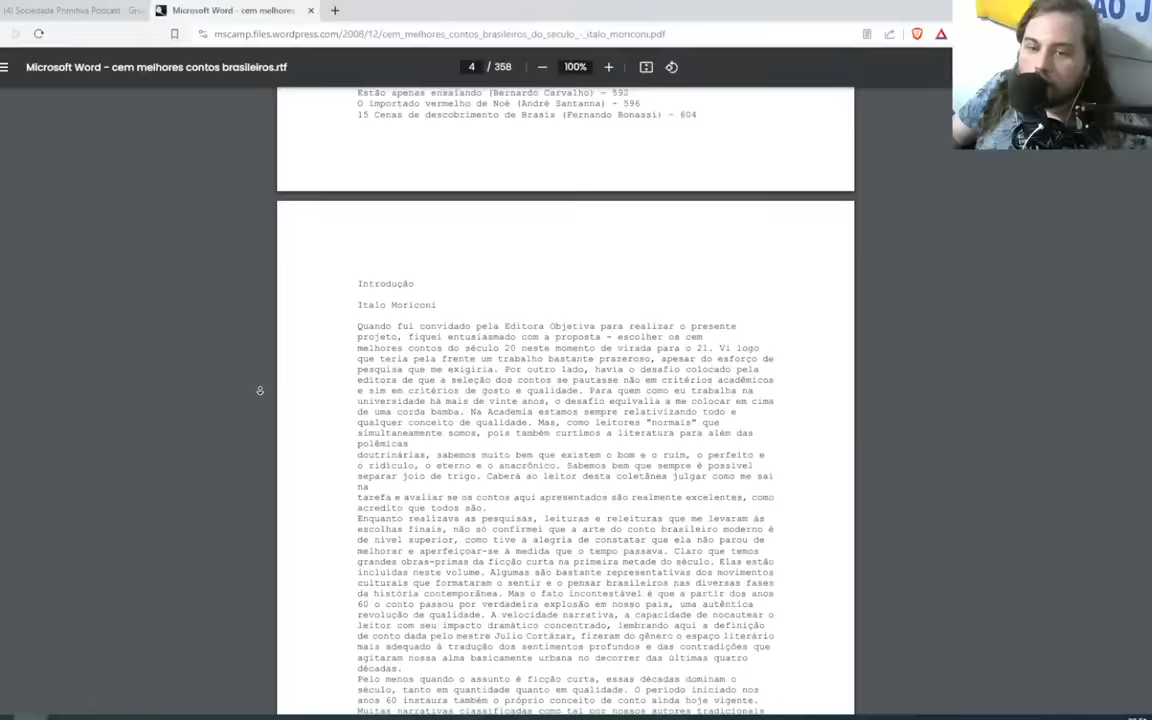 (4) Sociedade Primitiva Podcast
Microsoft Word - cem melhores
mscamp.files.wordpress.com/2008/12/cem_melhores_contos_brasileiros_do_seculo_-_italo_moriconi.pdf
Microsoft Word - cem melhores contos brasileiros.rtf
4 / 358
100%
AO J
Estão apenas ensaiando (Bernardo Carvalho) - 592
O importado vermelho de Noé (André Santanna) - 596
15 Cenas de descobrimento de Brasis (Fernando Bonassi) - 604
Introdução
Italo Moriconi
Quando fui convidado pela Editora Objetiva para realizar o presente
projeto, fiquei entusiasmado com a proposta - escolher os cem
melhores contos do século 20 neste momento de virada para o 21. Vi logo
que teria pela frente um trabalho bastante prazeroso, apesar do esforço de
pesquisa que me exigiria. Por outro lado, havia o desafio colocado pela
editora de que a seleção dos contos se pautasse não em critérios acadêmicos
e sim em critérios de gosto e qualidade. Para quem como eu trabalha na
universidade há mais de vinte anos, o desafio equivalia a me colocar em cima
de uma corda bamba. Na Academia estamos sempre relativizando todo e
qualquer conceito de qualidade. Mas, como leitores "normais" que
simultaneamente somos, pois também curtimos a literatura para além das
polêmicas
doutrinárias, sabemos muito bem que existem o bom e o ruim, o perfeito e
o ridículo, o eterno e o anacrônico. Sabemos bem que sempre é possível
separar joio de trigo. Caberá ao leitor desta coletânea julgar como me saí
na
tarefa e avaliar se os contos aqui apresentados são realmente excelentes, como
acredito que todos são.
Enquanto realizava as pesquisas, leituras e releituras que me levaram às
escolhas finais, não só confirmei que a arte do conto brasileiro moderno é
de nível superior, como tive a alegria de constatar que ela não parou de
melhorar e aperfeiçoar-se à medida que o tempo passava. Claro que temos
grandes obras-primas da ficção curta na primeira metade do século. Elas estão
incluídas neste volume. Algumas são bastante representativas dos movimentos
culturais que formataram o sentir e o pensar brasileiros nas diversas fases
da história contemporânea. Mas o fato incontestável é que a partir dos anos
60 o conto passou por verdadeira explosão em nosso país, uma autêntica
revolução de qualidade. A velocidade narrativa, a capacidade de nocautear o
leitor com seu impacto dramático concentrado, lembrando aqui a definição
de conto dada pelo mestre Julio Cortázar, fizeram do gênero o espaço literário
mais adequado à tradução dos sentimentos profundos e das contradições que
agitaram nossa alma basicamente urbana no decorrer das últimas quatro
décadas.
Pelo menos quando o assunto é ficção curta, essas décadas dominam o
século, tanto em quantidade quanto em qualidade. O período iniciado nos
anos 60 instaura também o próprio conceito de conto ainda hoje vigente.
Muitas narrativas classificadas como tal por nossos autores tradicionais